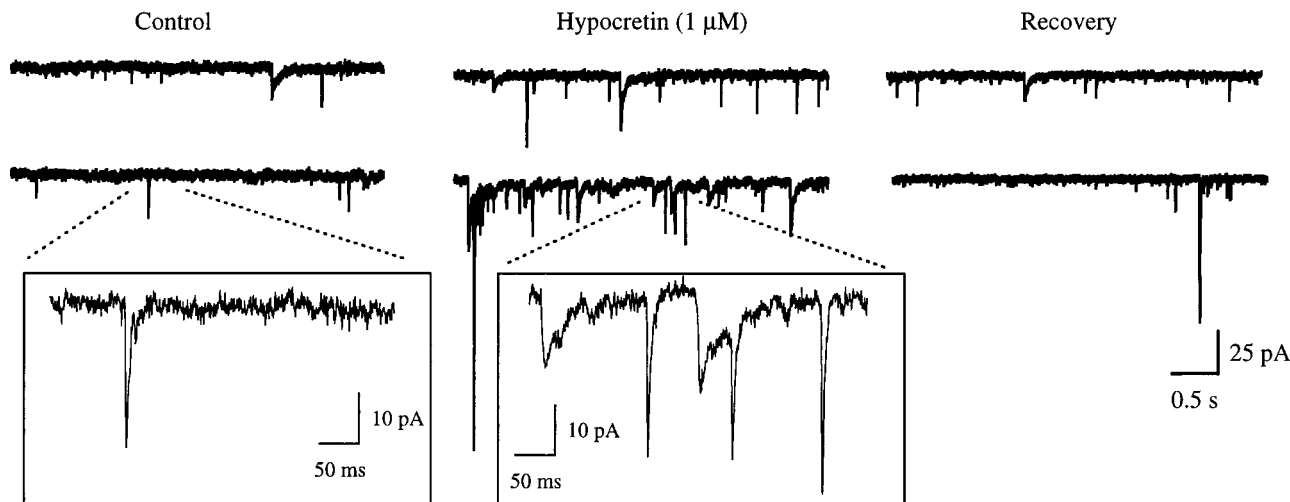 Control
Hypocretin (1 μM)
Recovery
10 pA
50 ms
10 pA
50 ms
25 pA
0.5 s